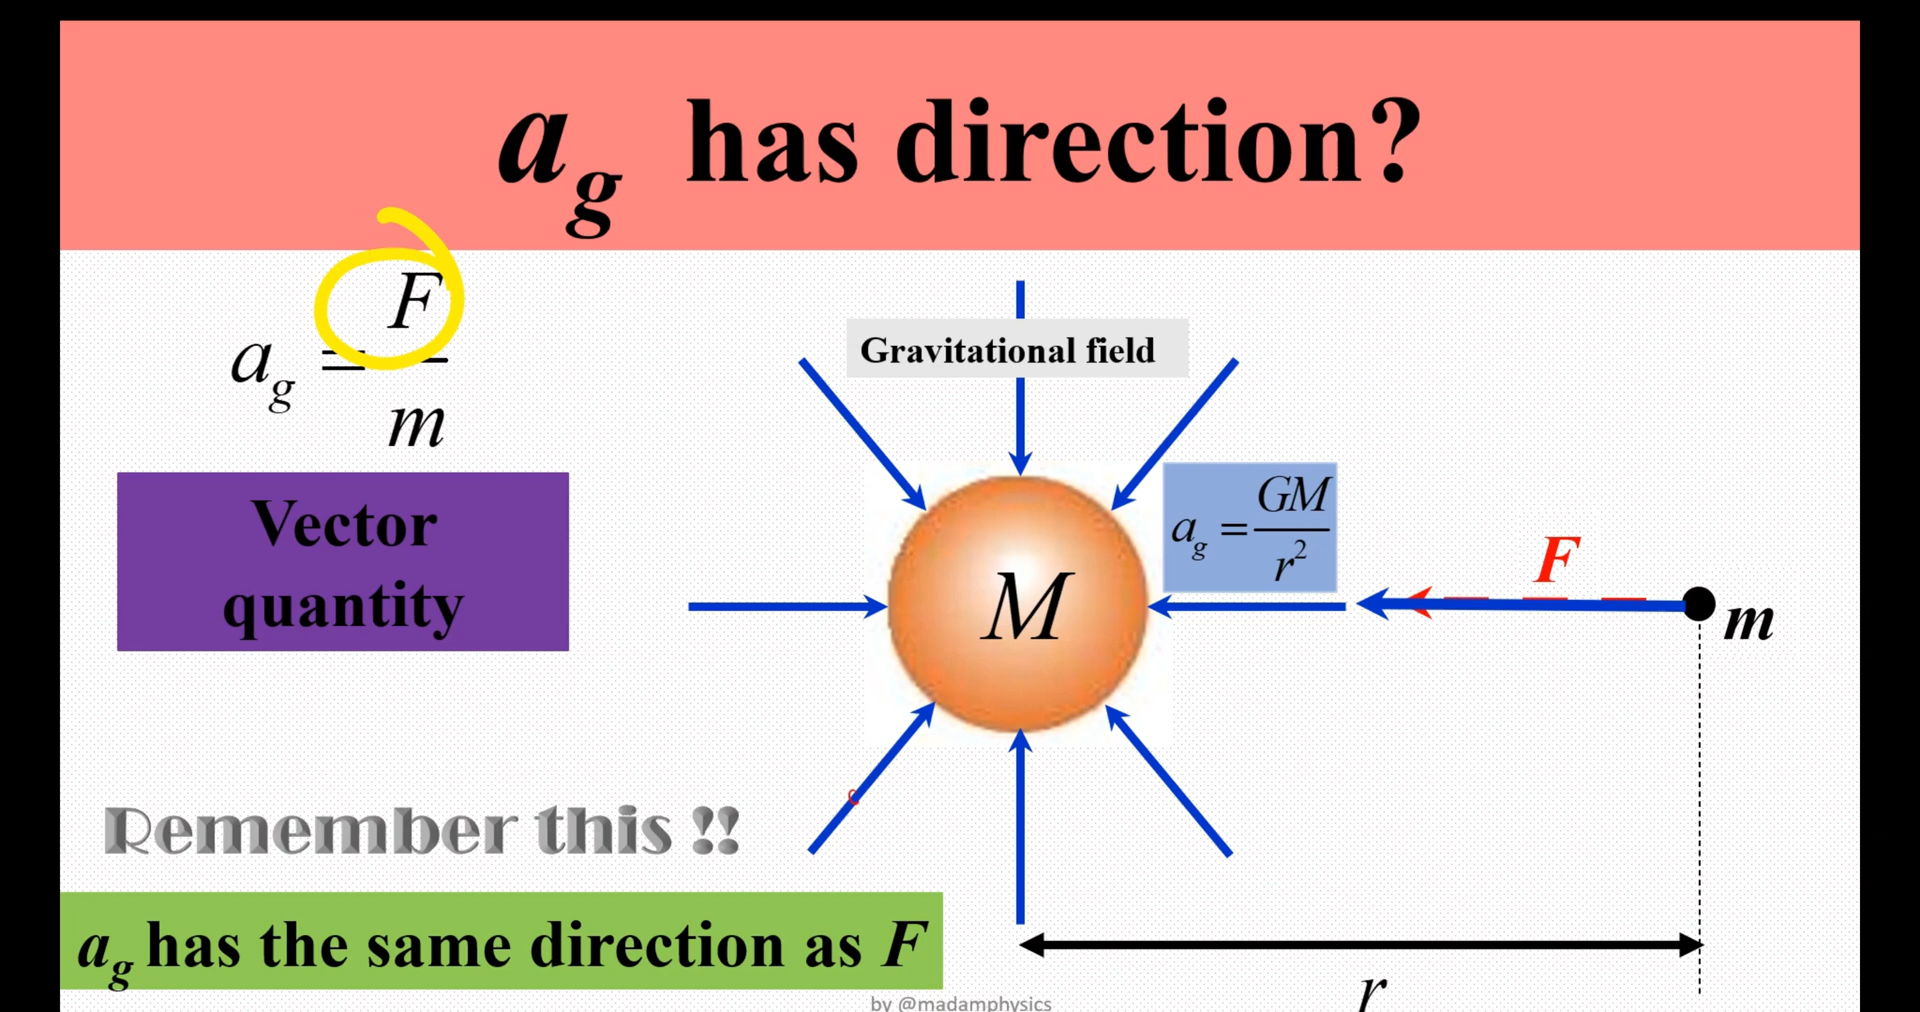 a_g has direction?
a_g = F/m
Gravitational field
Vector
quantity
a_g = GM/r²
M
F
m
Remember this !!
a_g has the same direction as F
r
by @madamphysics